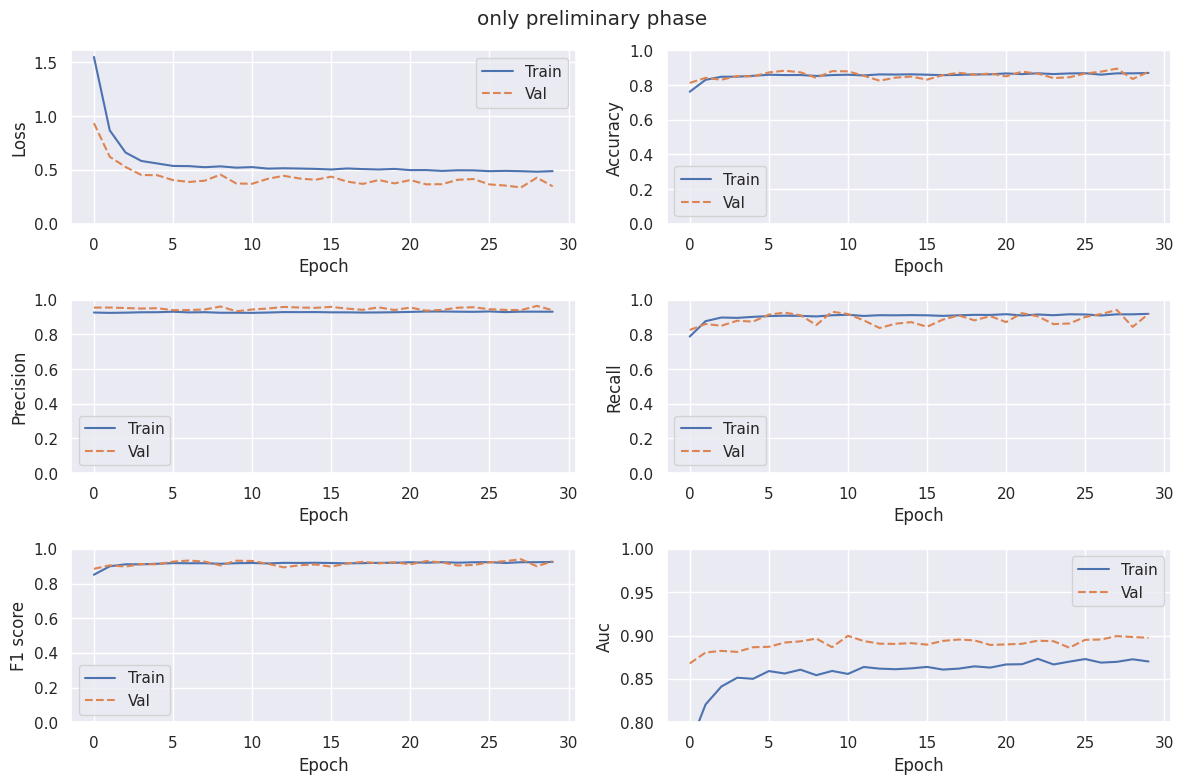 only preliminary phase
Loss
1.5
1.0
0.5
0.0
0 5 10 15 20 25 30
Epoch
Train
Val
Accuracy
1.0
0.8
0.6
0.4
0.2
0.0
0 5 10 15 20 25 30
Epoch
Train
Val
Precision
1.0
0.8
0.6
0.4
0.2
0.0
0 5 10 15 20 25 30
Epoch
Train
Val
Recall
1.0
0.8
0.6
0.4
0.2
0.0
0 5 10 15 20 25 30
Epoch
Train
Val
F1 score
1.0
0.8
0.6
0.4
0.2
0.0
0 5 10 15 20 25 30
Epoch
Train
Val
Auc
1.00
0.95
0.90
0.85
0.80
0 5 10 15 20 25 30
Epoch
Train
Val